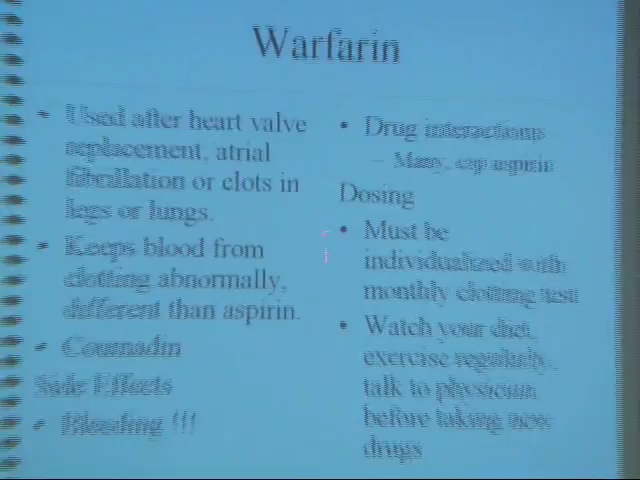 Warfarin
• Used after heart valve
replacement, atrial
fibrillation or clots in
legs or lungs.
• Keeps blood from
clotting abnormally,
different than aspirin.
• Coumadin
Side Effects
• Bleeding !!!
• Drug interactions
– Many, esp aspirin
Dosing
• Must be
individualized with
monthly clotting test
• Watch your diet,
exercise regularly,
talk to physician
before taking new
drugs